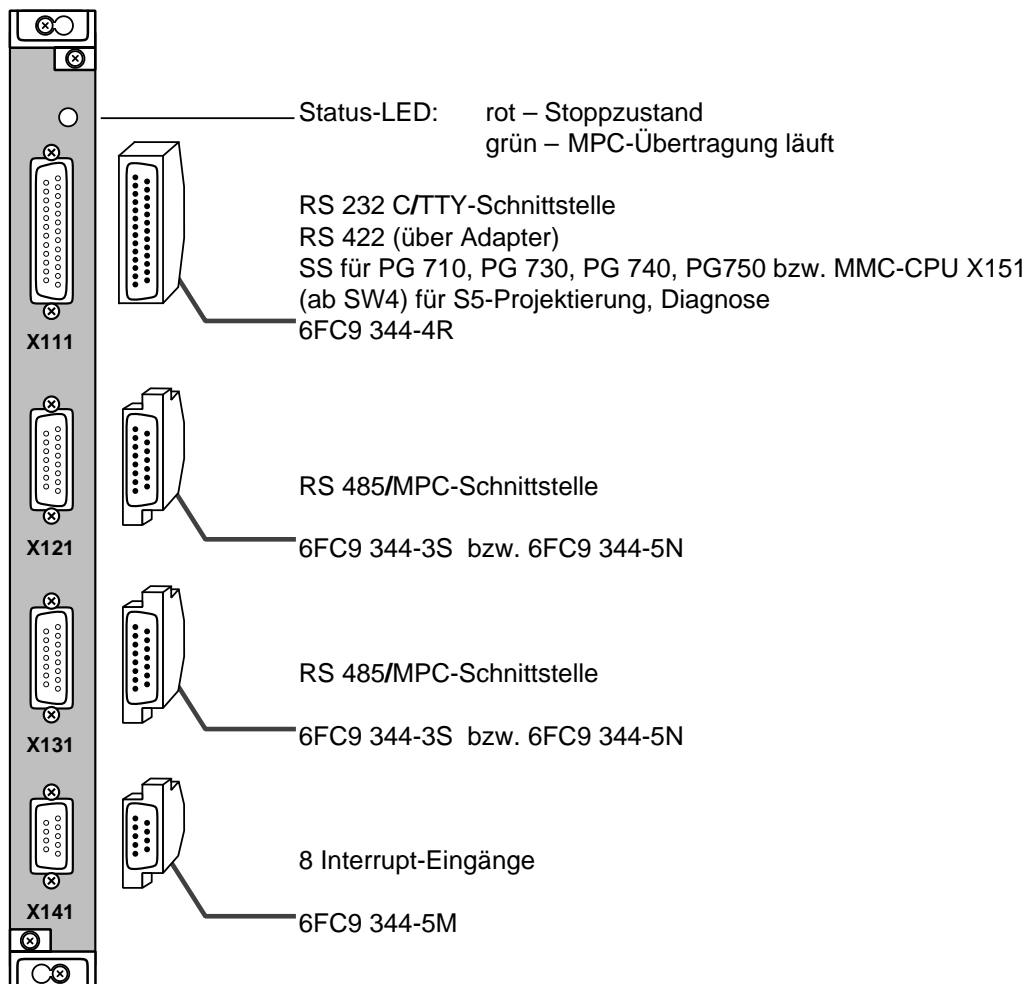 Status-LED: rot – Stoppzustand
grün – MPC-Übertragung läuft
RS 232 C/TTY-Schnittstelle
RS 422 (über Adapter)
SS für PG 710, PG 730, PG 740, PG750 bzw. MMC-CPU X151
(ab SW4) für S5-Projektierung, Diagnose
6FC9 344-4R
X111
RS 485/MPC-Schnittstelle
6FC9 344-3S bzw. 6FC9 344-5N
X121
RS 485/MPC-Schnittstelle
6FC9 344-3S bzw. 6FC9 344-5N
X131
8 Interrupt-Eingänge
6FC9 344-5M
X141